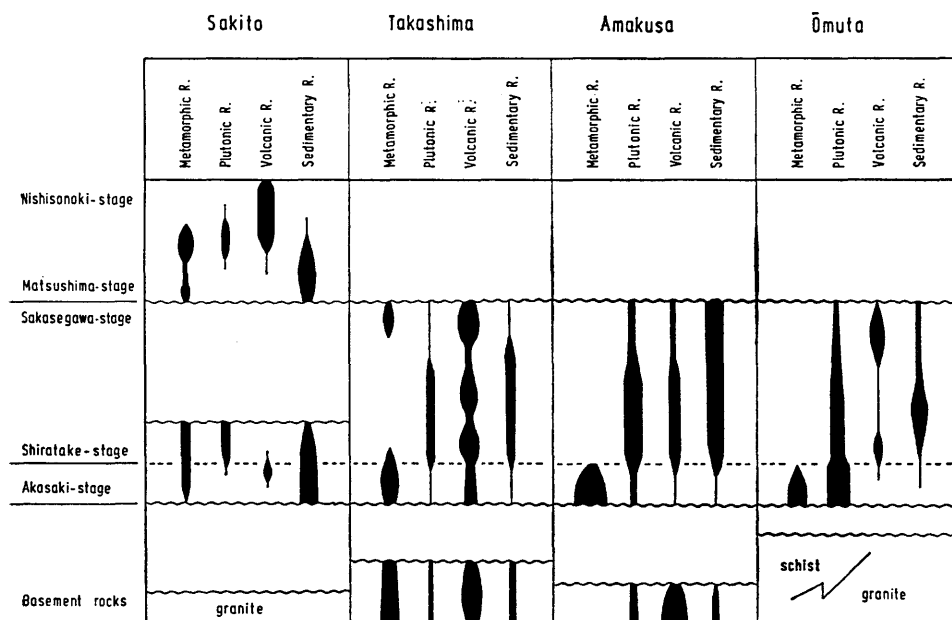 Sakito Takashima Amakusa Ōmuta
Metamorphic R. Plutonic R. Volcanic R. Sedimentary R. Metamorphic R. Plutonic R. Volcanic R. Sedimentary R. Metamorphic R. Plutonic R. Volcanic R. Sedimentary R. Metamorphic R. Plutonic R. Volcanic R. Sedimentary R.
Nishisonoki-stage
Matsushima-stage
Sakasegawa-stage
Shiratake-stage
Akasaki-stage
schist
Basement rocks granite granite